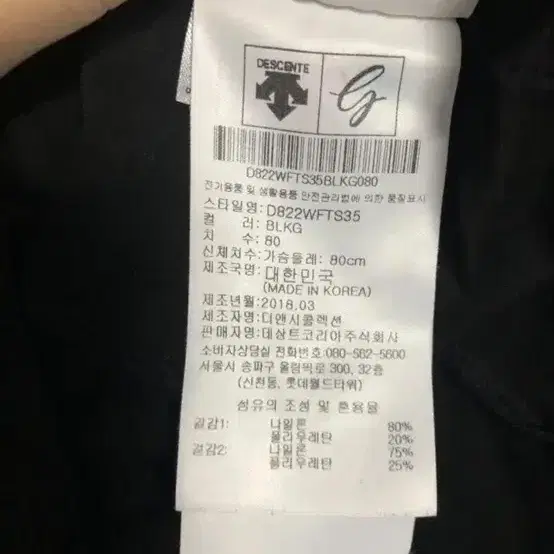 DESCENTE
D822WFTS35BLKG080
전기용품 및 생활용품 안전관리법에 의한 품질표시
스타일명:D822WFTS35
컬 러:BLKG
치 수:80
신체치수:가슴둘레: 80cm
제조국명:대한민국
(MADE IN KOREA)
제조년월:2018.03
제조자명:디앤시콜렉션
판매자명:데상트코리아주식회사
소비자상담실 전화번호:080-562-5600
서울시 송파구 올림픽로 300, 32층
(신천동, 롯데월드타워)
섬유의 조성 및 혼용율
겉감1: 나일론 80%
폴리우레탄 20%
겉감2: 나일론 75%
폴리우레탄 25%